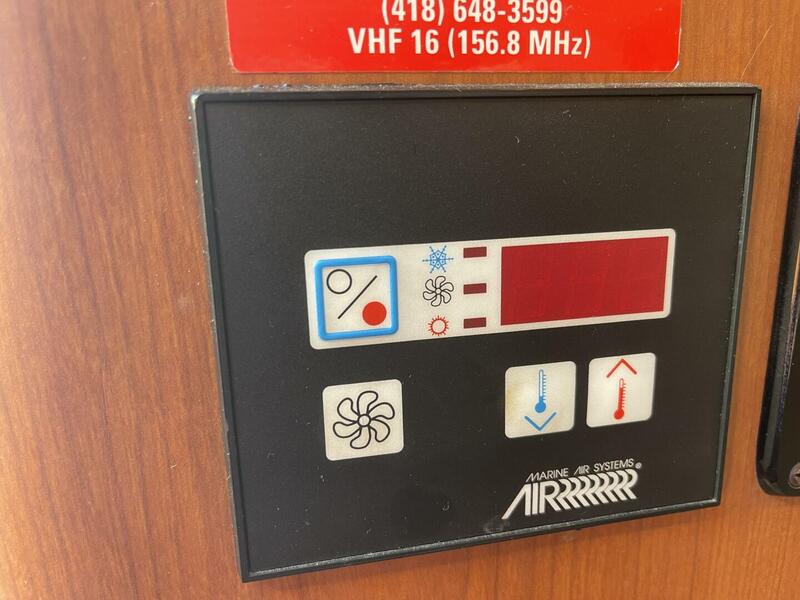 (418) 648-3599
VHF 16 (156.8 MHz)
MARINE AIR SYSTEMS
AIR